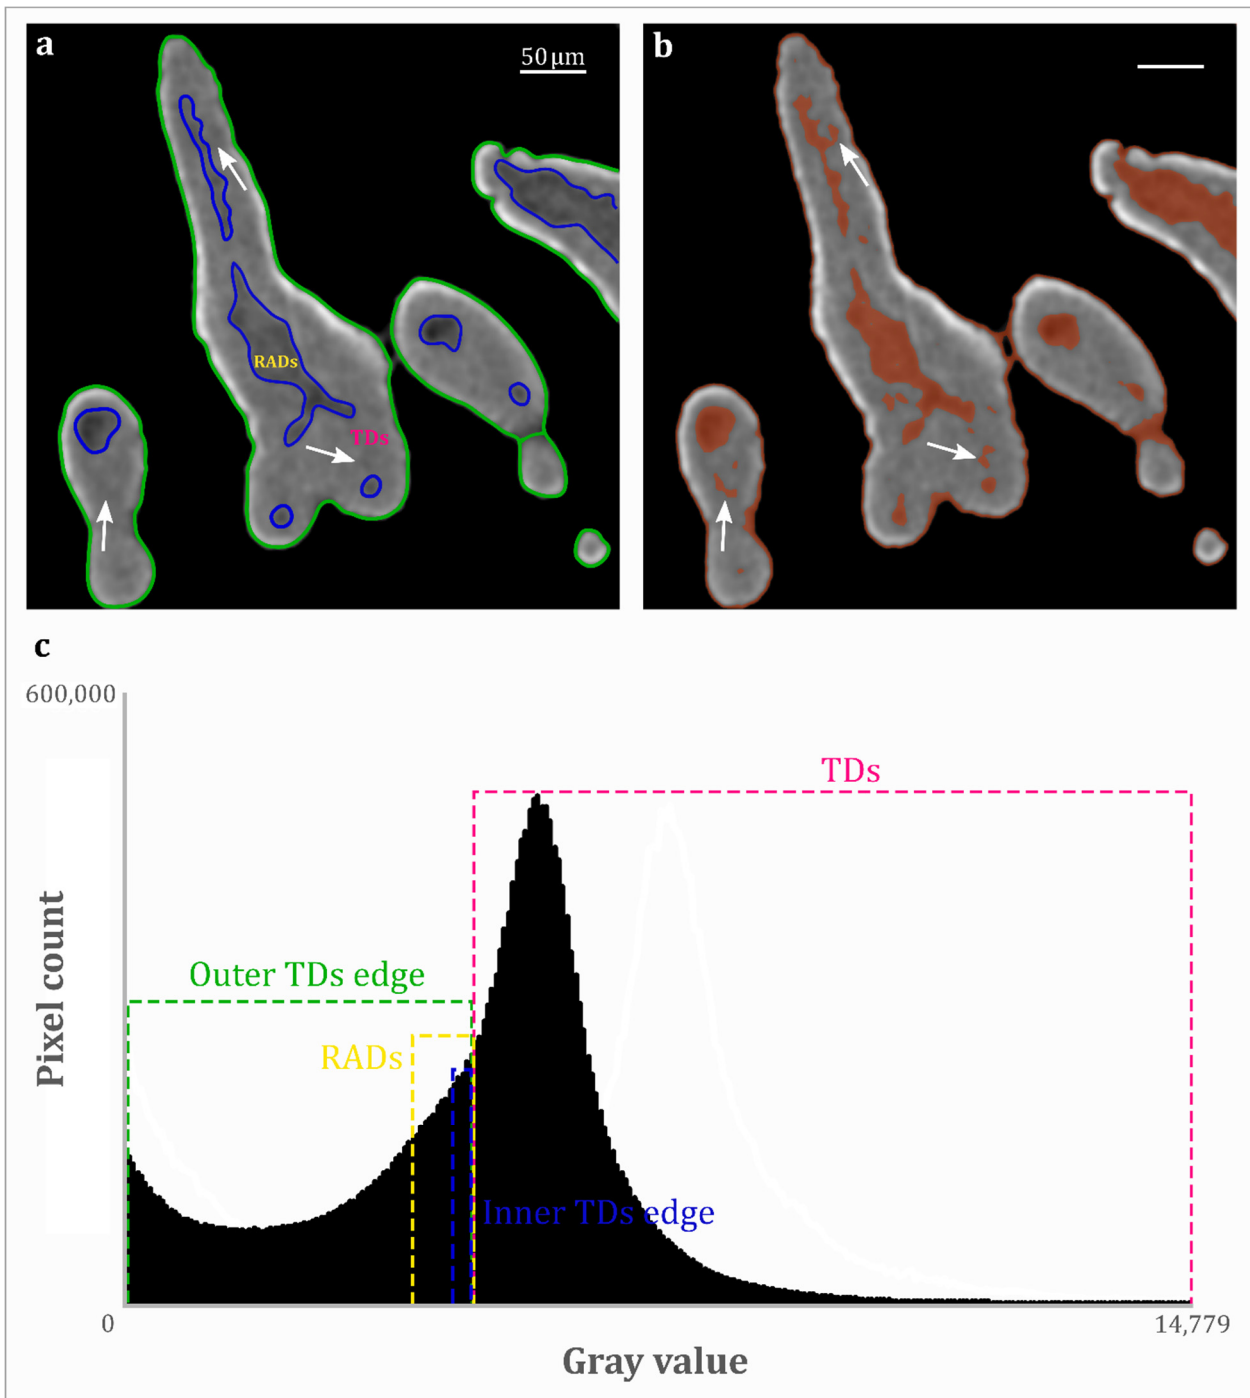 a
50 μm
b
RADs
TDs
c
600,000
TDs
Outer TDs edge
RADs
Pixel count
Inner TDs edge
0
14,779
Gray value